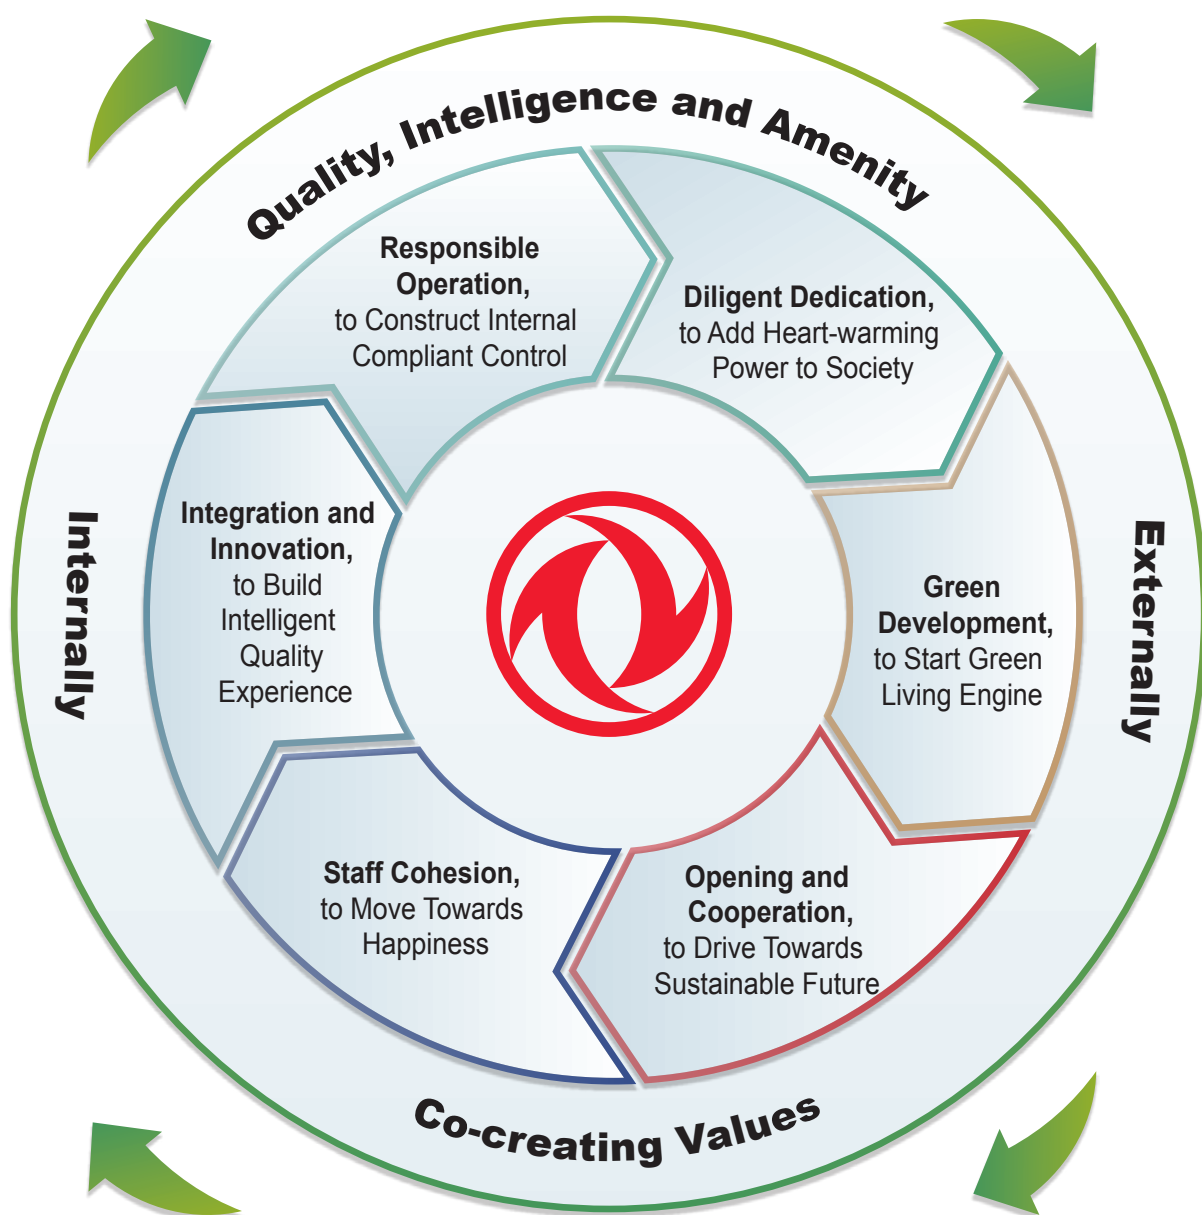 Quality, Intelligence and Amenity
Responsible
Operation,
to Construct Internal
Compliant Control
Diligent Dedication,
to Add Heart-warming
Power to Society
Internally
Integration and
Innovation,
to Build
Intelligent
Quality
Experience
Green
Development,
to Start Green
Living Engine
Externally
Staff Cohesion,
to Move Towards
Happiness
Opening and
Cooperation,
to Drive Towards
Sustainable Future
Co-creating Values